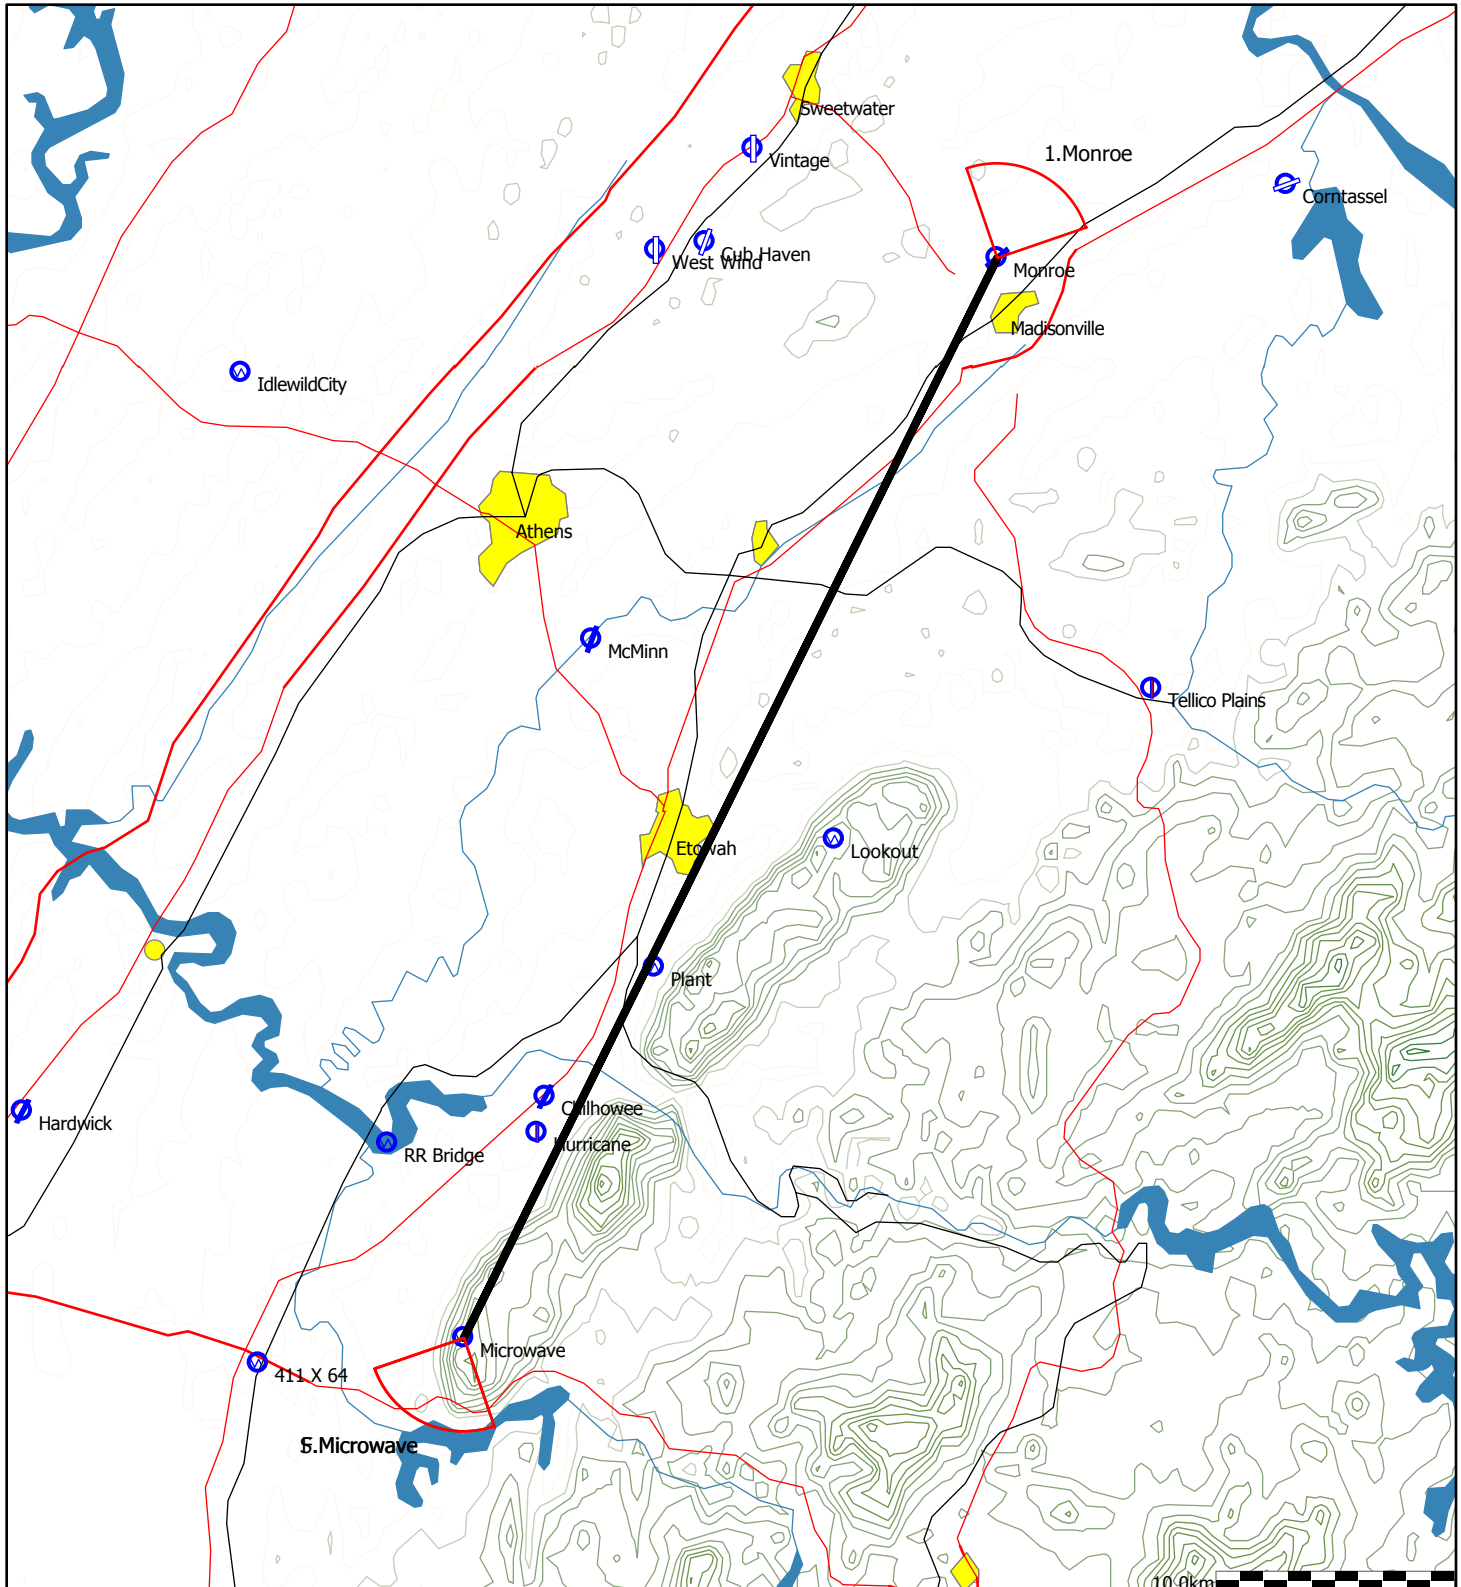 Sweetwater
1.Monroe
Vintage
Corntassel
Cub Haven
West Wind
Monroe
Madisonville
IdlewildCity
Athens
McMinn
Tellico Plains
Etowah
Lookout
Plant
Chilhowee
Hardwick
Hurricane
RR Bridge
Microwave
411 X 64
5.Microwave
10.0km